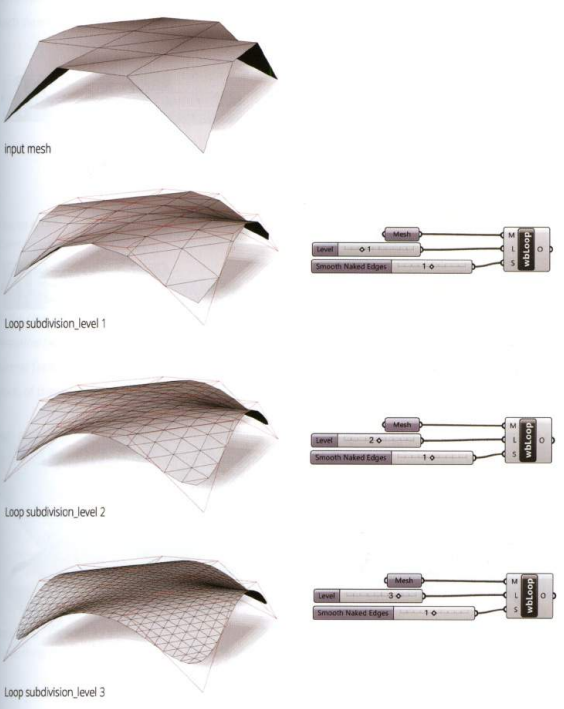 input mesh
Mesh
Level 1
Smooth Naked Edges 1
M
L
S
wbLoop
O
Loop subdivision_level 1
Mesh
Level 2
Smooth Naked Edges 1
M
L
S
wbLoop
O
Loop subdivision_level 2
Mesh
Level 3
Smooth Naked Edges 1
M
L
S
wbLoop
O
Loop subdivision_level 3